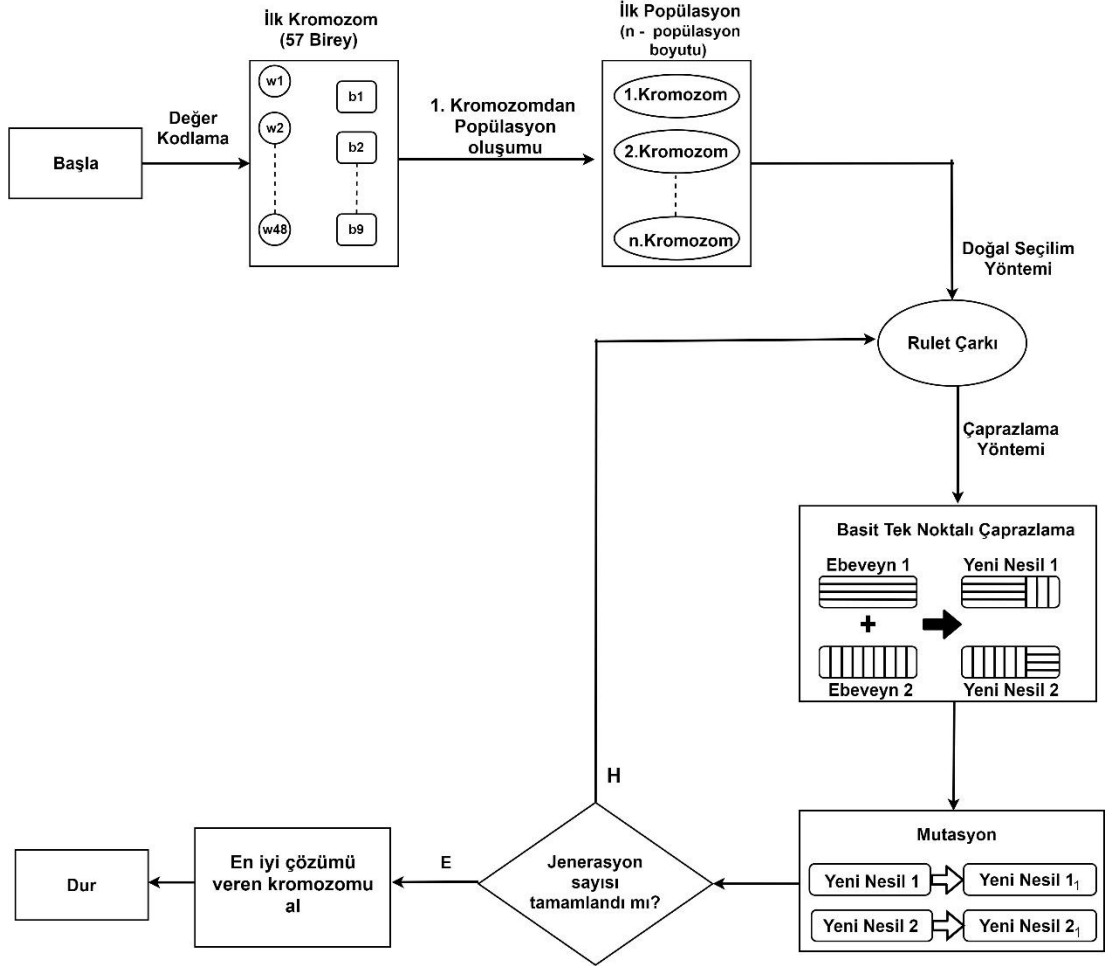 İlk Kromozom
(57 Birey)
İlk Popülasyon
(n - popülasyon
boyutu)
Başla
Değer
Kodlama
w1
w2
w48
b1
b2
b9
1. Kromozomdan
Popülasyon
oluşumu
1.Kromozom
2.Kromozom
n.Kromozom
Doğal Seçilim
Yöntemi
Rulet Çarkı
Çaprazlama
Yöntemi
Basit Tek Noktalı Çaprazlama
Ebeveyn 1
Yeni Nesil 1
+
Ebeveyn 2
Yeni Nesil 2
Mutasyon
Yeni Nesil 1
Yeni Nesil 1₁
Yeni Nesil 2
Yeni Nesil 2₁
Jenerasyon
sayısı
tamamlandı mı?
H
E
En iyi çözümü
veren kromozomu
al
Dur